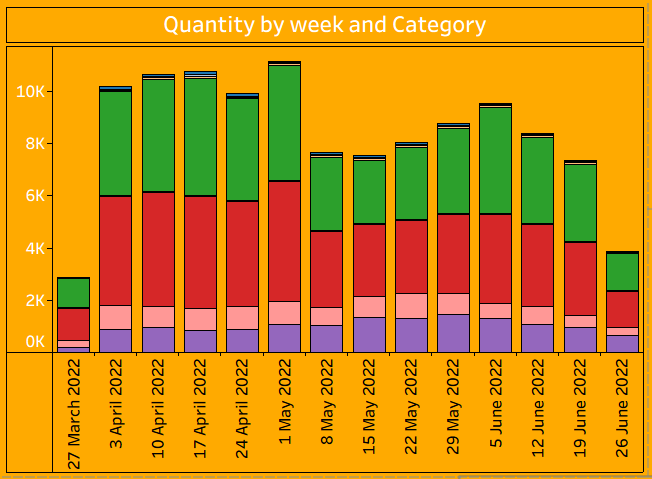 Quantity by week and Category
10K
8K
6K
4K
2K
0K
27 March 2022
3 April 2022
10 April 2022
17 April 2022
24 April 2022
1 May 2022
8 May 2022
15 May 2022
22 May 2022
29 May 2022
5 June 2022
12 June 2022
19 June 2022
26 June 2022